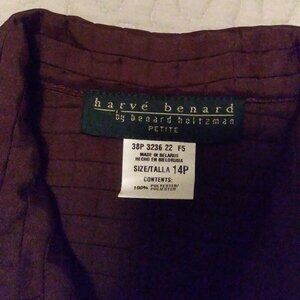 harvé benard
by benard holtzman
PETITE
38P 3236 22 F5
MADE IN BELARUS
HECHO EN BIELORUSIA
SIZE/TALLA 14P
CONTENTS:
100% POLYESTER/
POLIESTER